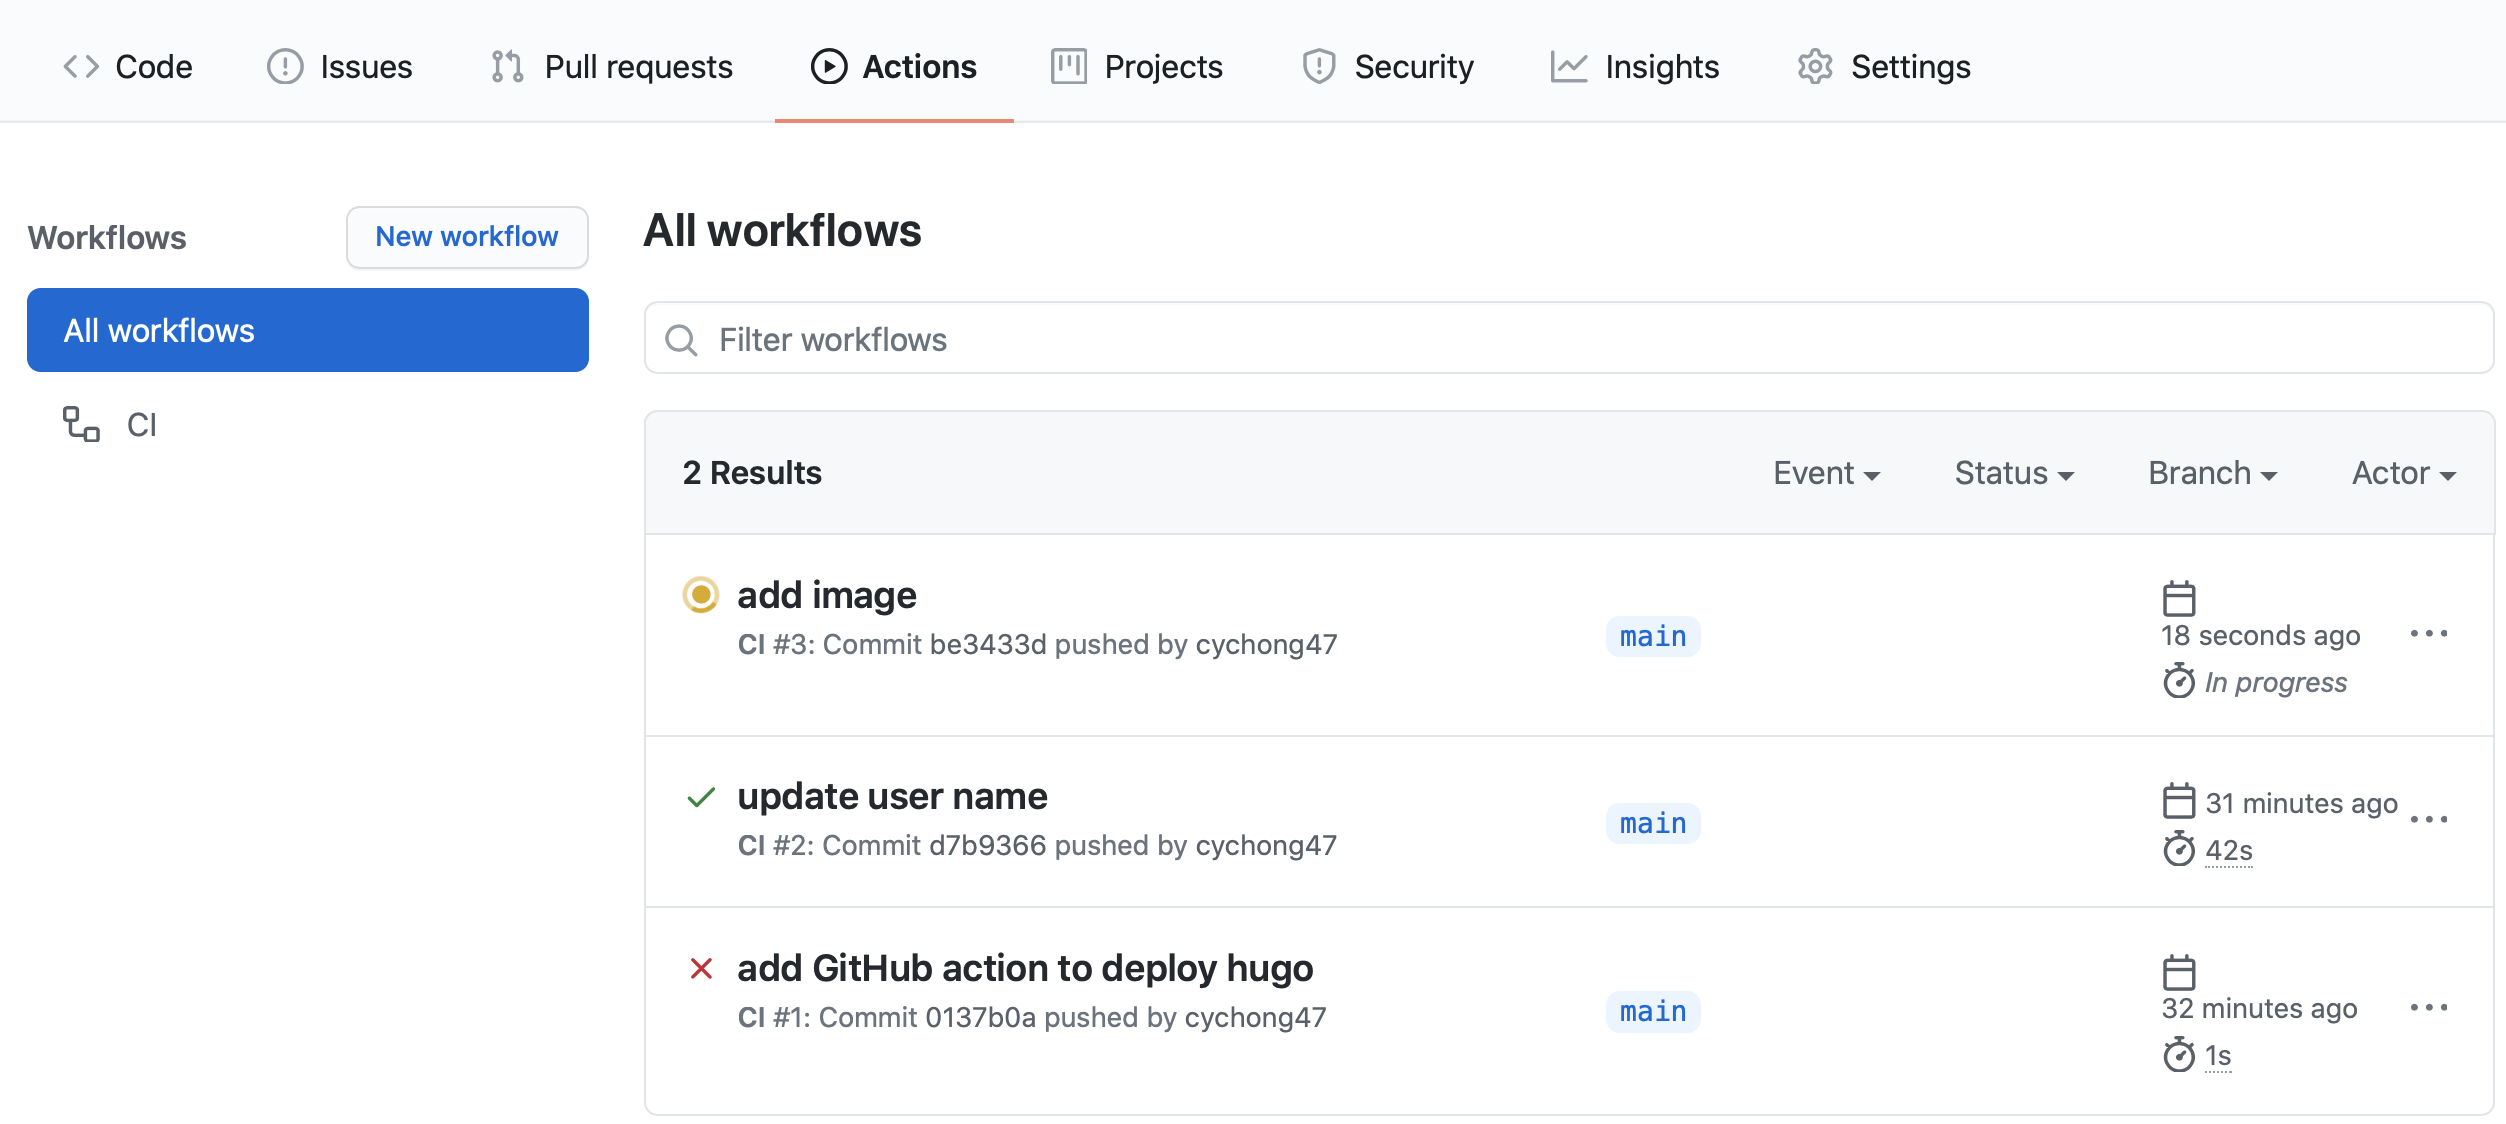 Code Issues Pull requests Actions Projects Security Insights Settings
Workflows
New workflow
All workflows
CI
All workflows
Filter workflows
2 Results
Event Status Branch Actor
add image
CI #3: Commit be3433d pushed by cychong47
main
18 seconds ago
In progress
update user name
CI #2: Commit d7b9366 pushed by cychong47
main
31 minutes ago
42s
add GitHub action to deploy hugo
CI #1: Commit 0137b0a pushed by cychong47
main
32 minutes ago
1s